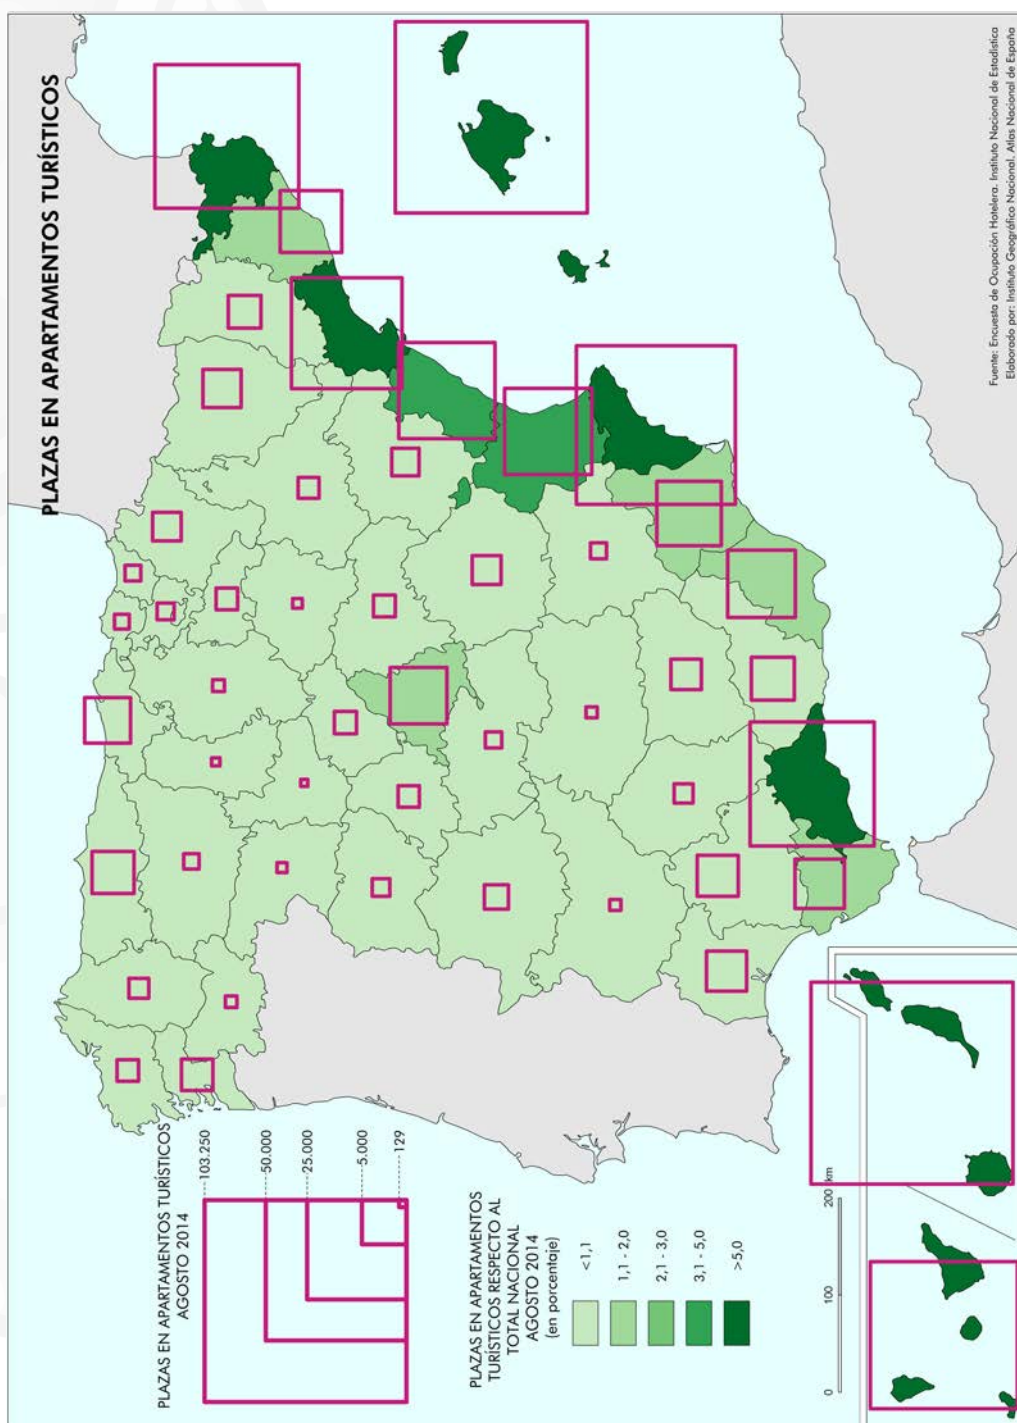 PLAZAS EN APARTAMENTOS TURÍSTICOS
PLAZAS EN APARTAMENTOS TURÍSTICOS
AGOSTO 2014
103.250
50.000
25.000
5.000
129
PLAZAS EN APARTAMENTOS
TURÍSTICOS RESPECTO AL
TOTAL NACIONAL
AGOSTO 2014
(en porcentaje)
<1,1
1,1 - 2,0
2,1 - 3,0
3,1 - 5,0
>5,0
0
100
200 km
Fuente: Encuesta de Ocupación Hotelera. Instituto Nacional de Estadística
Elaborado por: Instituto Geográfico Nacional. Atlas Nacional de España